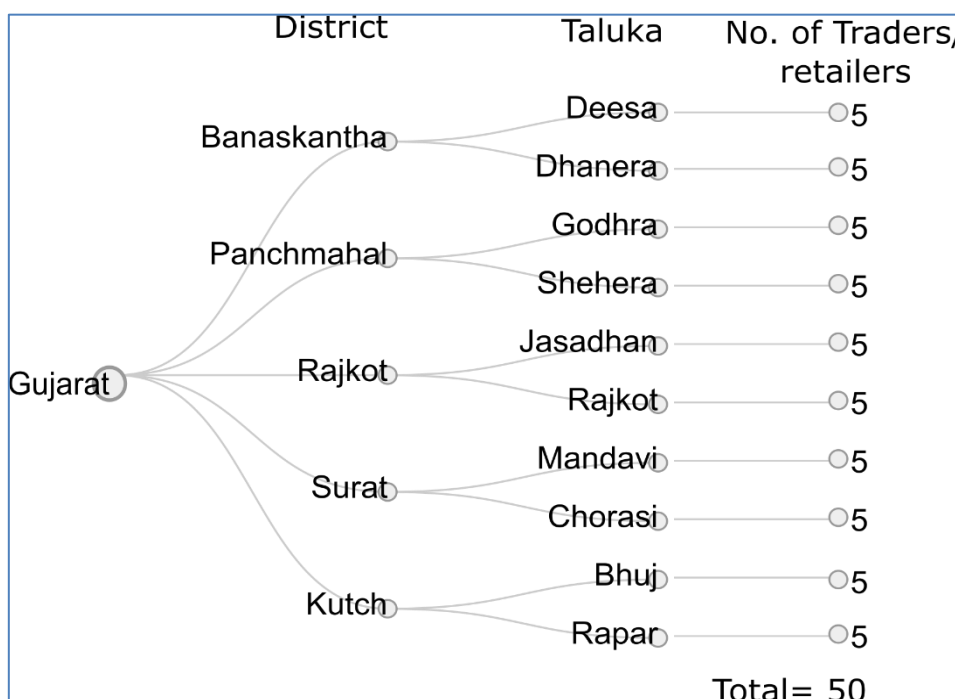 District Taluka No. of Traders/
retailers
Deesa 5
Banaskantha
Dhanera 5
Godhra 5
Panchmahal
Shehera 5
Jasadhan 5
Gujarat Rajkot
Rajkot 5
Mandavi 5
Surat
Chorasi 5
Bhuj 5
Kutch
Rapar 5
Total= 50